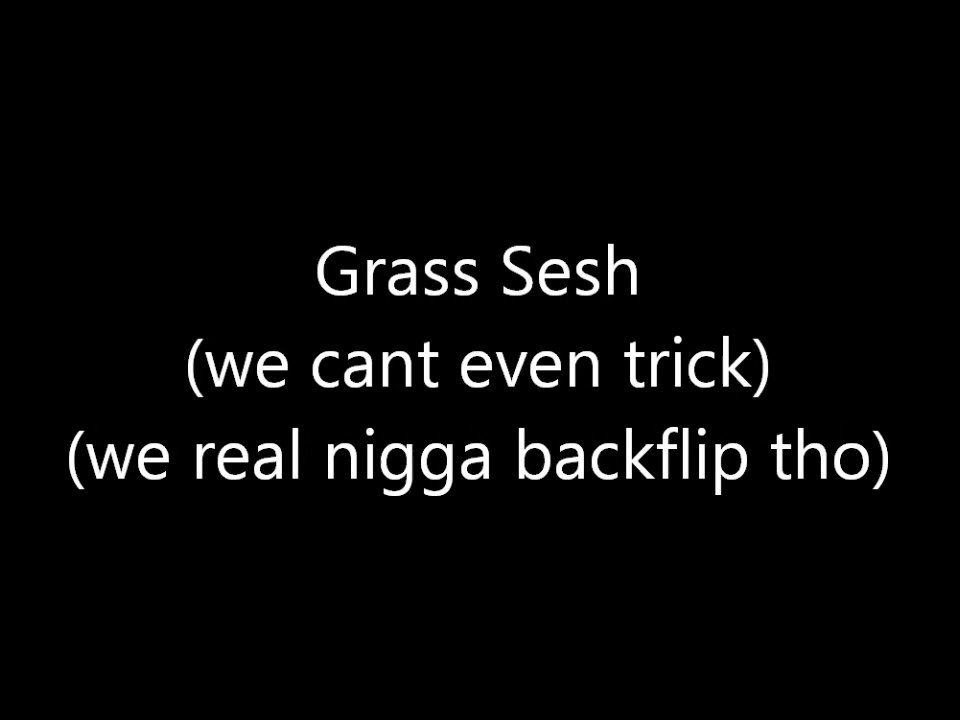 Grass Sesh
(we cant even trick)
(we real nigga backflip tho)